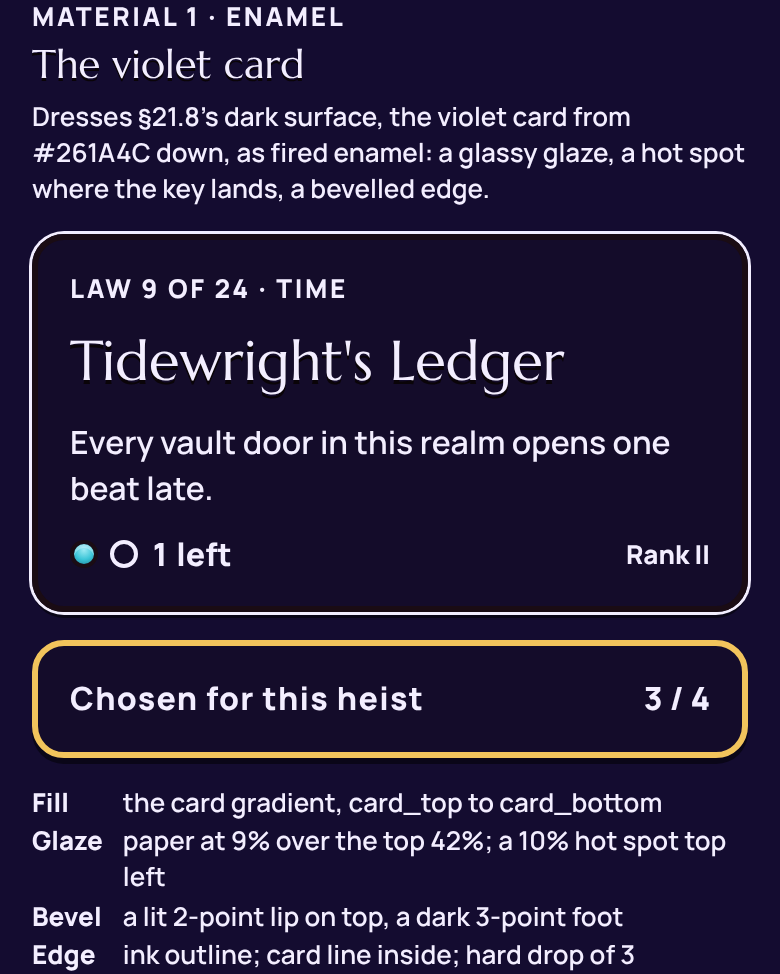 MATERIAL 1 · ENAMEL
The violet card
Dresses §21.8’s dark surface, the violet card from
#261A4C down, as fired enamel: a glassy glaze, a hot spot
where the key lands, a bevelled edge.
LAW 9 OF 24 · TIME
Tidewright's Ledger
Every vault door in this realm opens one
beat late.
1 left
Rank II
Chosen for this heist
3 / 4
Fill the card gradient, card_top to card_bottom
Glaze paper at 9% over the top 42%; a 10% hot spot top
left
Bevel a lit 2-point lip on top, a dark 3-point foot
Edge ink outline; card line inside; hard drop of 3